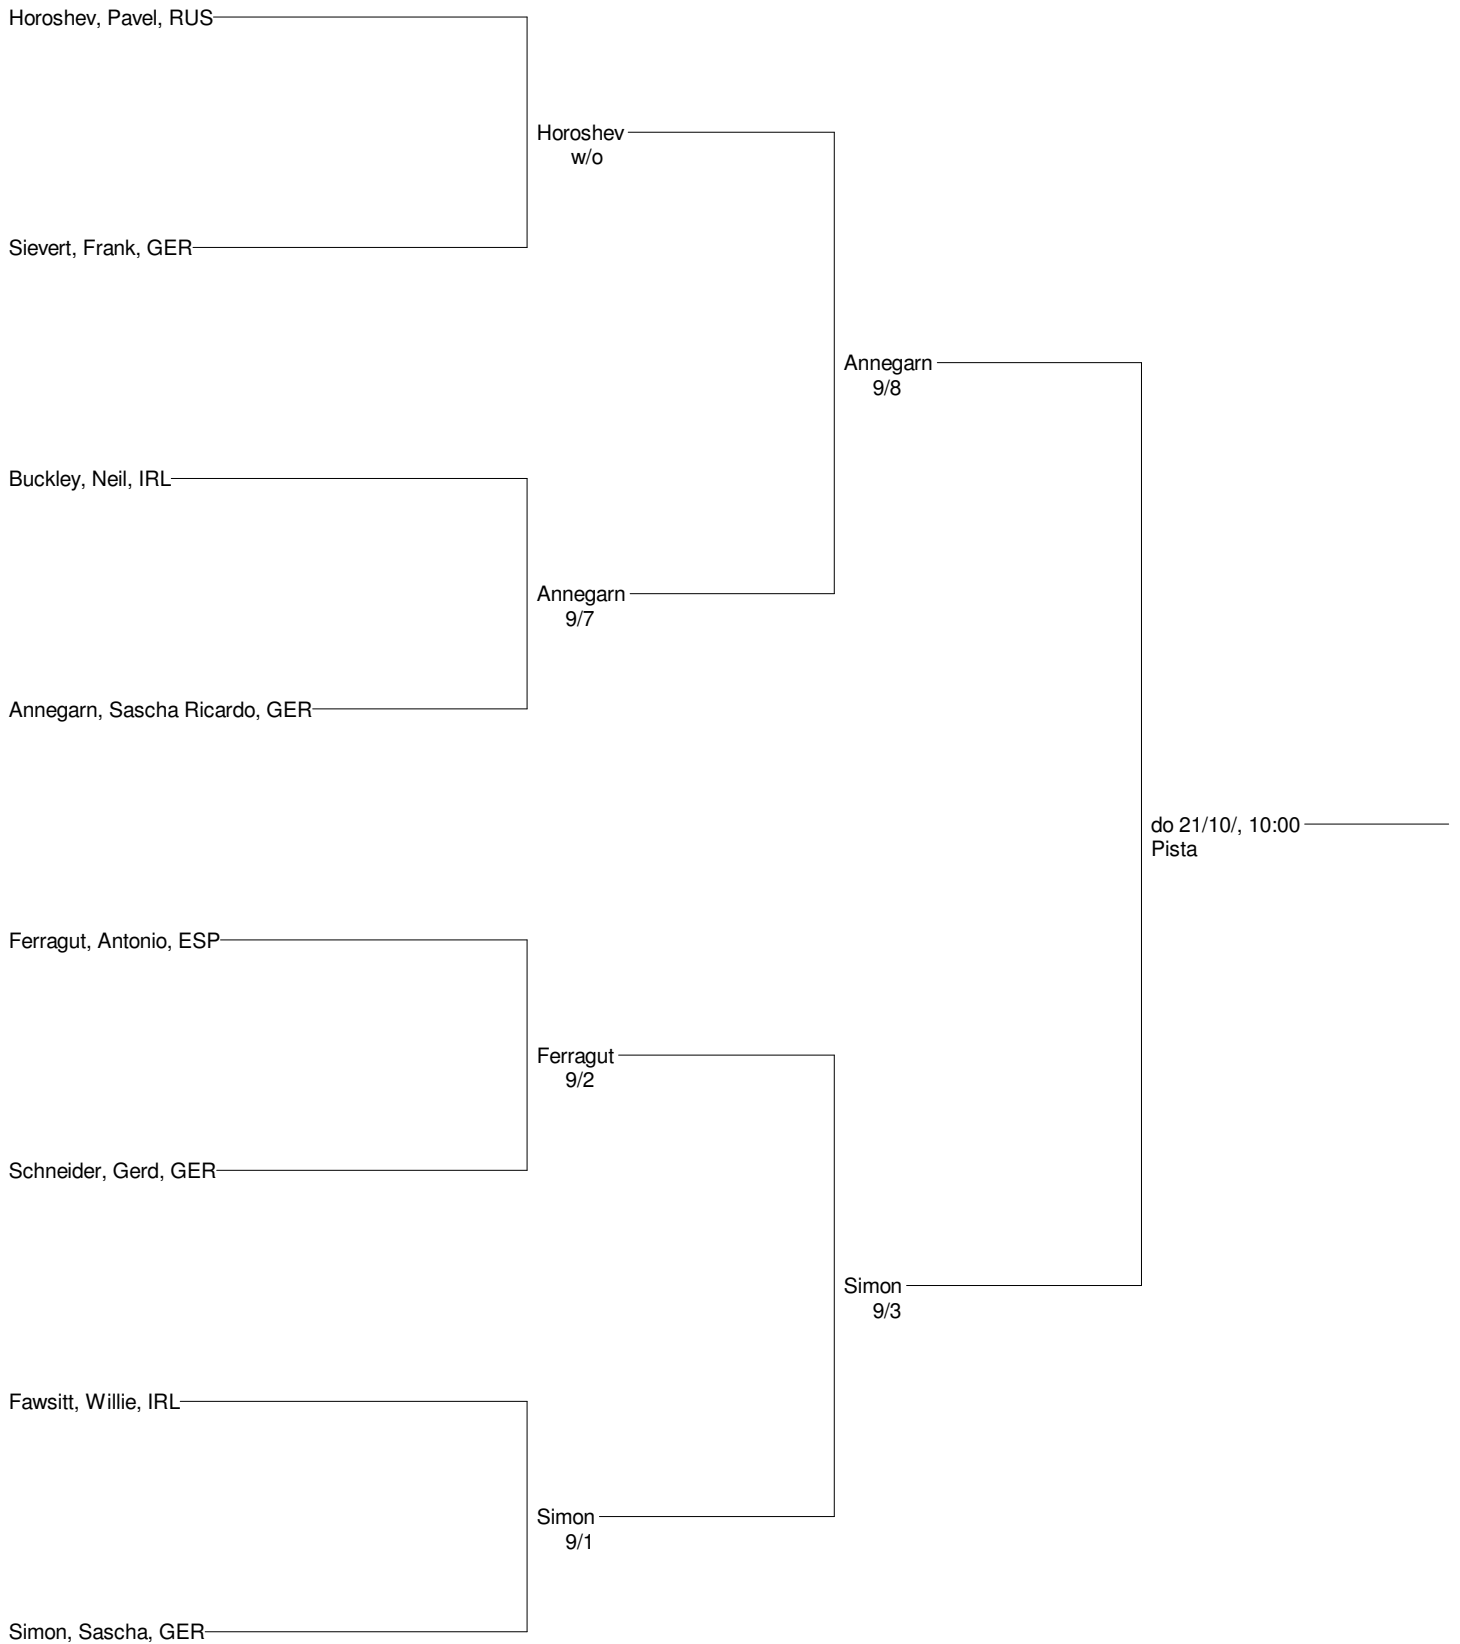 Horoshev, Pavel, RUS
Horoshev
w/o
Sievert, Frank, GER
Annegarn
9/8
Buckley, Neil, IRL
Annegarn
9/7
Annegarn, Sascha Ricardo, GER
do 21/10/, 10:00
Pista
Ferragut, Antonio, ESP
Ferragut
9/2
Schneider, Gerd, GER
Simon
9/3
Fawsitt, Willie, IRL
Simon
9/1
Simon, Sascha, GER